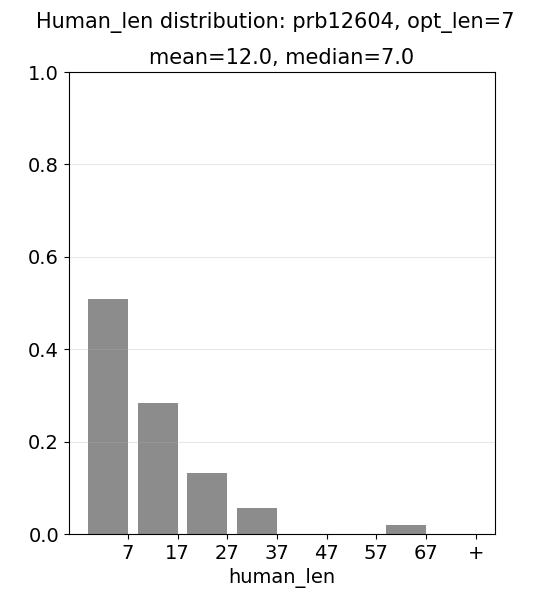 Human_len distribution: prb12604, opt_len=7
mean=12.0, median=7.0
1.0
0.8
0.6
0.4
0.2
0.0
7 17 27 37 47 57 67 +
human_len